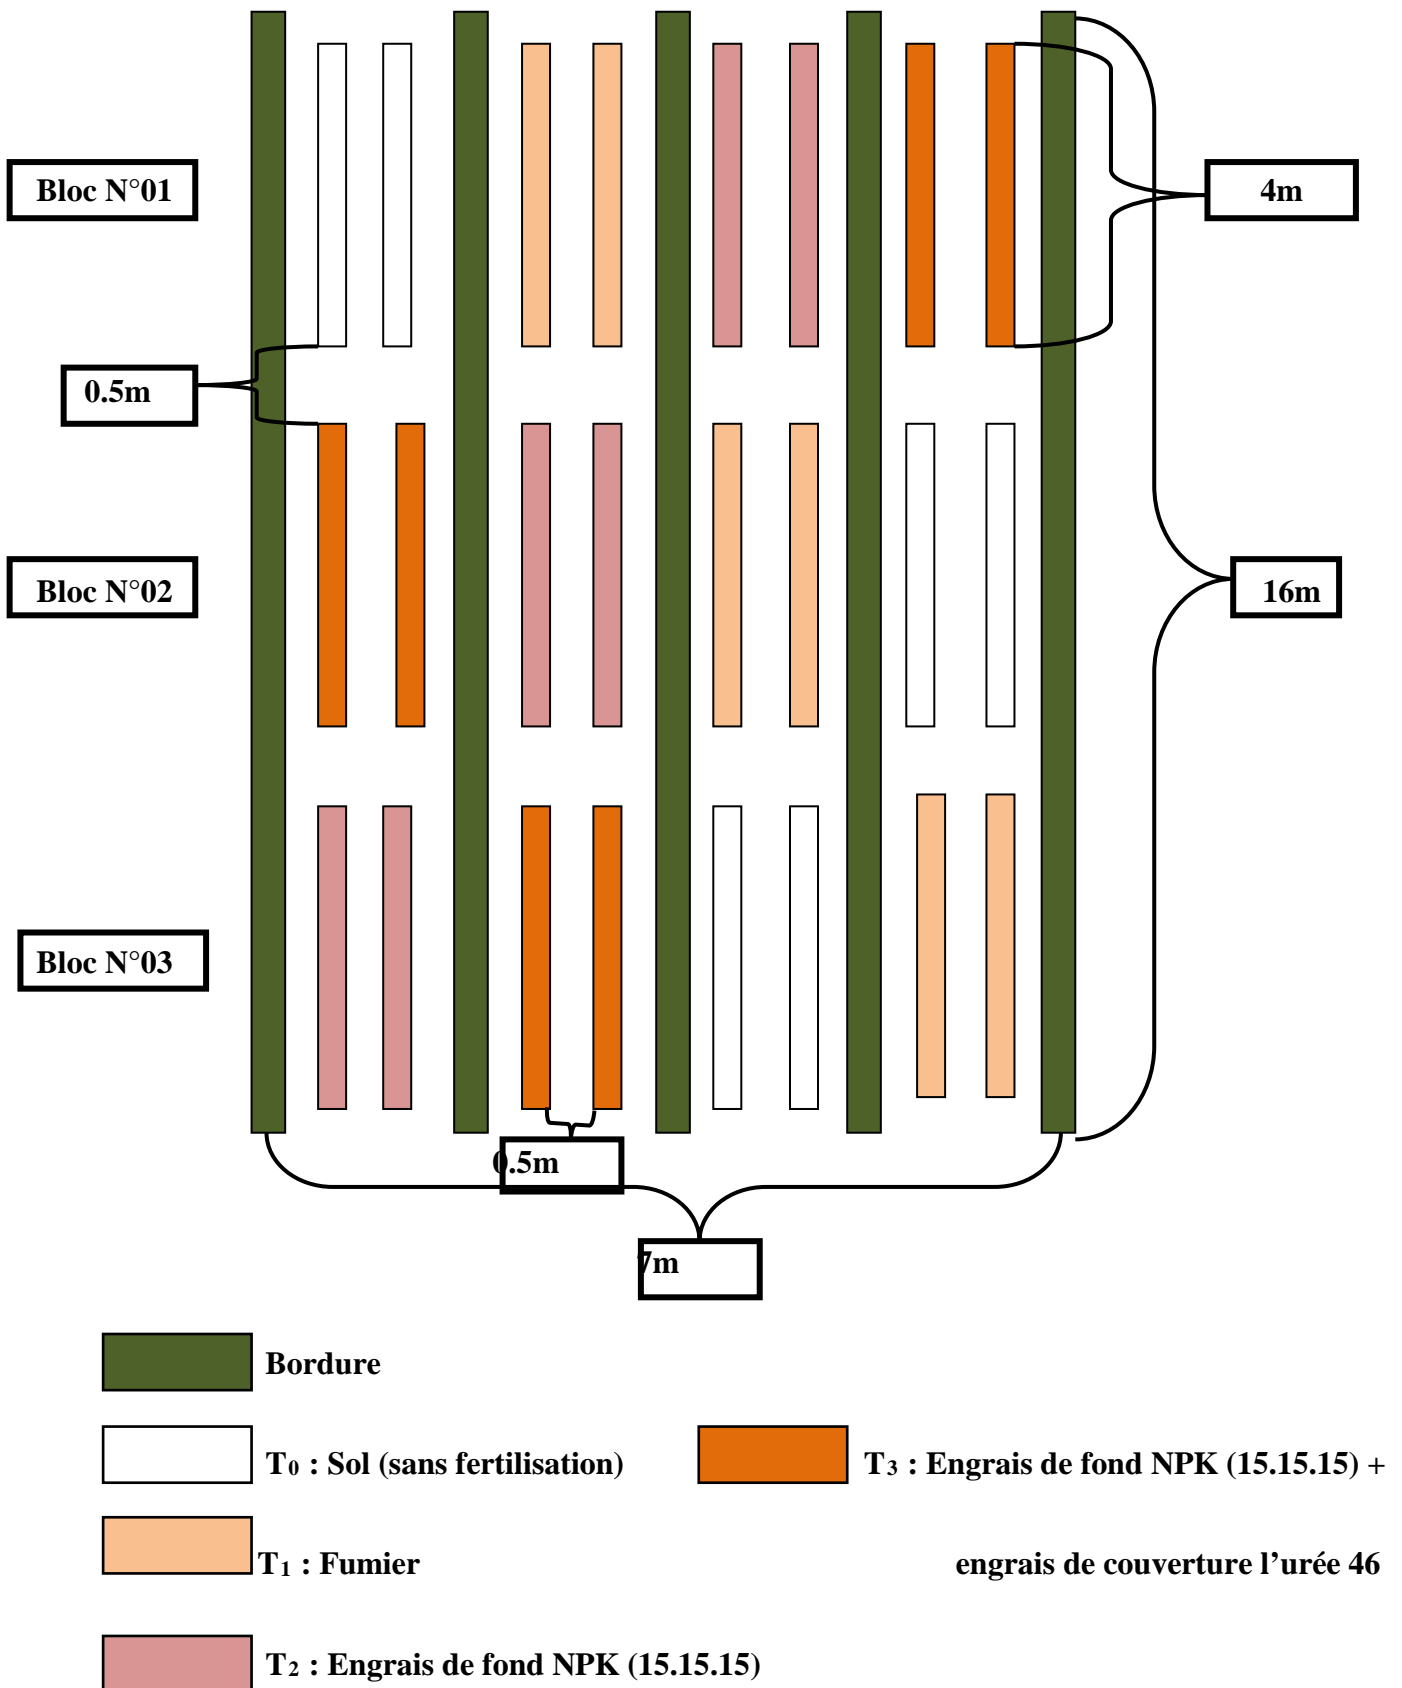 Bloc N°01
4m
0.5m
Bloc N°02
16m
Bloc N°03
0.5m
7m
Bordure
T₀ : Sol (sans fertilisation)
T₃ : Engrais de fond NPK (15.15.15) +
T₁ : Fumier
engrais de couverture l’urée 46
T₂ : Engrais de fond NPK (15.15.15)